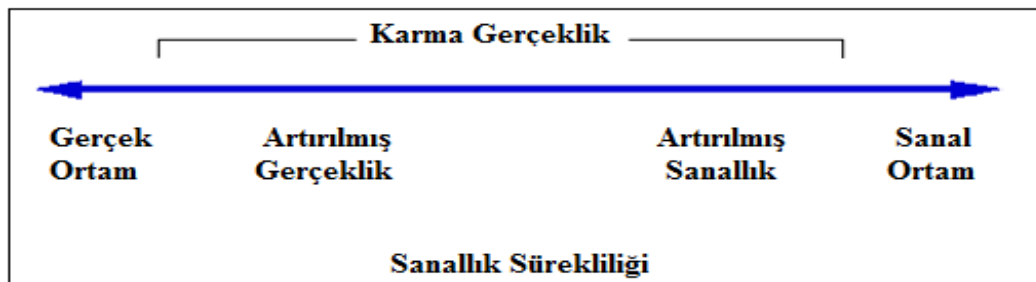 Karma Gerçeklik
Gerçek Ortam
Artırılmış Gerçeklik
Artırılmış Sanallık
Sanal Ortam
Sanallık Sürekliliği